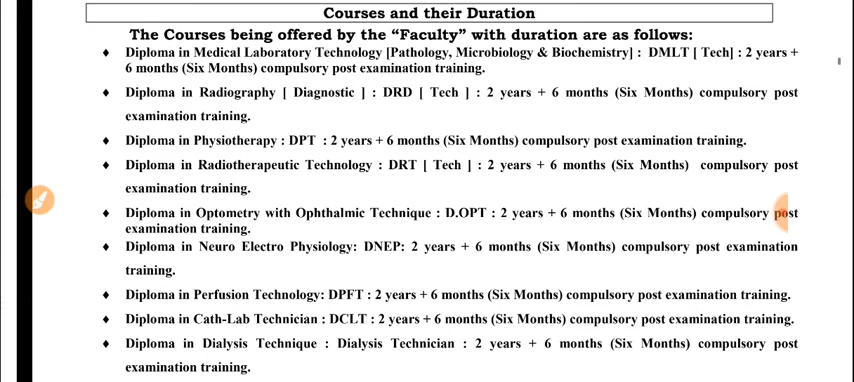 Courses and their Duration
The Courses being offered by the “Faculty” with duration are as follows:
♦ Diploma in Medical Laboratory Technology [Pathology, Microbiology & Biochemistry] : DMLT [ Tech] : 2 years +
6 months (Six Months) compulsory post examination training.
♦ Diploma in Radiography [ Diagnostic ] : DRD [ Tech ] : 2 years + 6 months (Six Months) compulsory post
examination training.
♦ Diploma in Physiotherapy : DPT : 2 years + 6 months (Six Months) compulsory post examination training.
♦ Diploma in Radiotherapeutic Technology : DRT [ Tech ] : 2 years + 6 months (Six Months) compulsory post
examination training.
♦ Diploma in Optometry with Ophthalmic Technique : D.OPT : 2 years + 6 months (Six Months) compulsory post
examination training.
♦ Diploma in Neuro Electro Physiology: DNEP: 2 years + 6 months (Six Months) compulsory post examination
training.
♦ Diploma in Perfusion Technology: DPFT : 2 years + 6 months (Six Months) compulsory post examination training.
♦ Diploma in Cath-Lab Technician : DCLT : 2 years + 6 months (Six Months) compulsory post examination training.
♦ Diploma in Dialysis Technique : Dialysis Technician : 2 years + 6 months (Six Months) compulsory post
examination training.